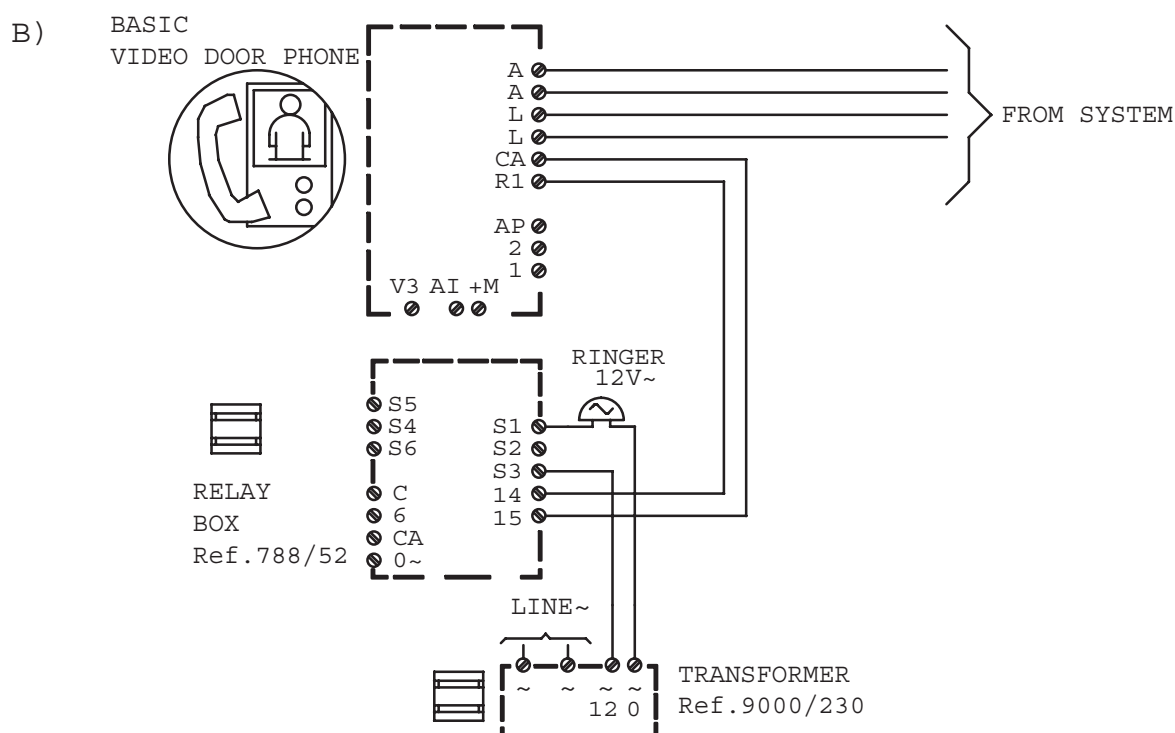 B)
BASIC
VIDEO DOOR PHONE
A
A
L
L
CA
R1
AP
2
1
V3 AI +M
FROM SYSTEM
RINGER
12V~
S5
S4
S6
C
6
CA
0~
S1
S2
S3
14
15
RELAY
BOX
Ref.788/52
LINE~
~ ~ ~ ~
12 0
TRANSFORMER
Ref.9000/230